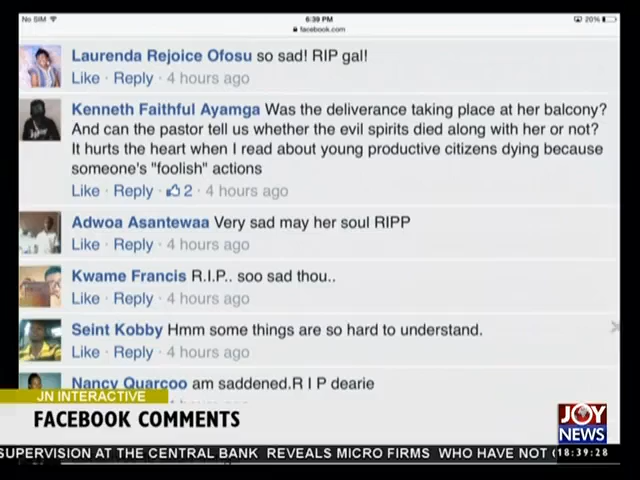 No SIM
6:39 PM
20%
facebook.com
Laurenda Rejoice Ofosu so sad! RIP gal!
Like · Reply · 4 hours ago
Kenneth Faithful Ayamga Was the deliverance taking place at her balcony?
And can the pastor tell us whether the evil spirits died along with her or not?
It hurts the heart when I read about young productive citizens dying because
someone's "foolish" actions
Like · Reply · 2 · 4 hours ago
Adwoa Asantewaa Very sad may her soul RIPP
Like · Reply · 4 hours ago
Kwame Francis R.I.P.. soo sad thou..
Like · Reply · 4 hours ago
Seint Kobby Hmm some things are so hard to understand.
Like · Reply · 4 hours ago
Nancy Quarcoo am saddened.R I P dearie
JN INTERACTIVE
FACEBOOK COMMENTS
JOY
NEWS
SUPERVISION AT THE CENTRAL BANK REVEALS MICRO FIRMS WHO HAVE NOT
18:39:28